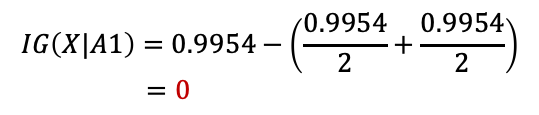 IG(X|A1) = 0.9954 − (0.9954/2 + 0.9954/2)
= 0